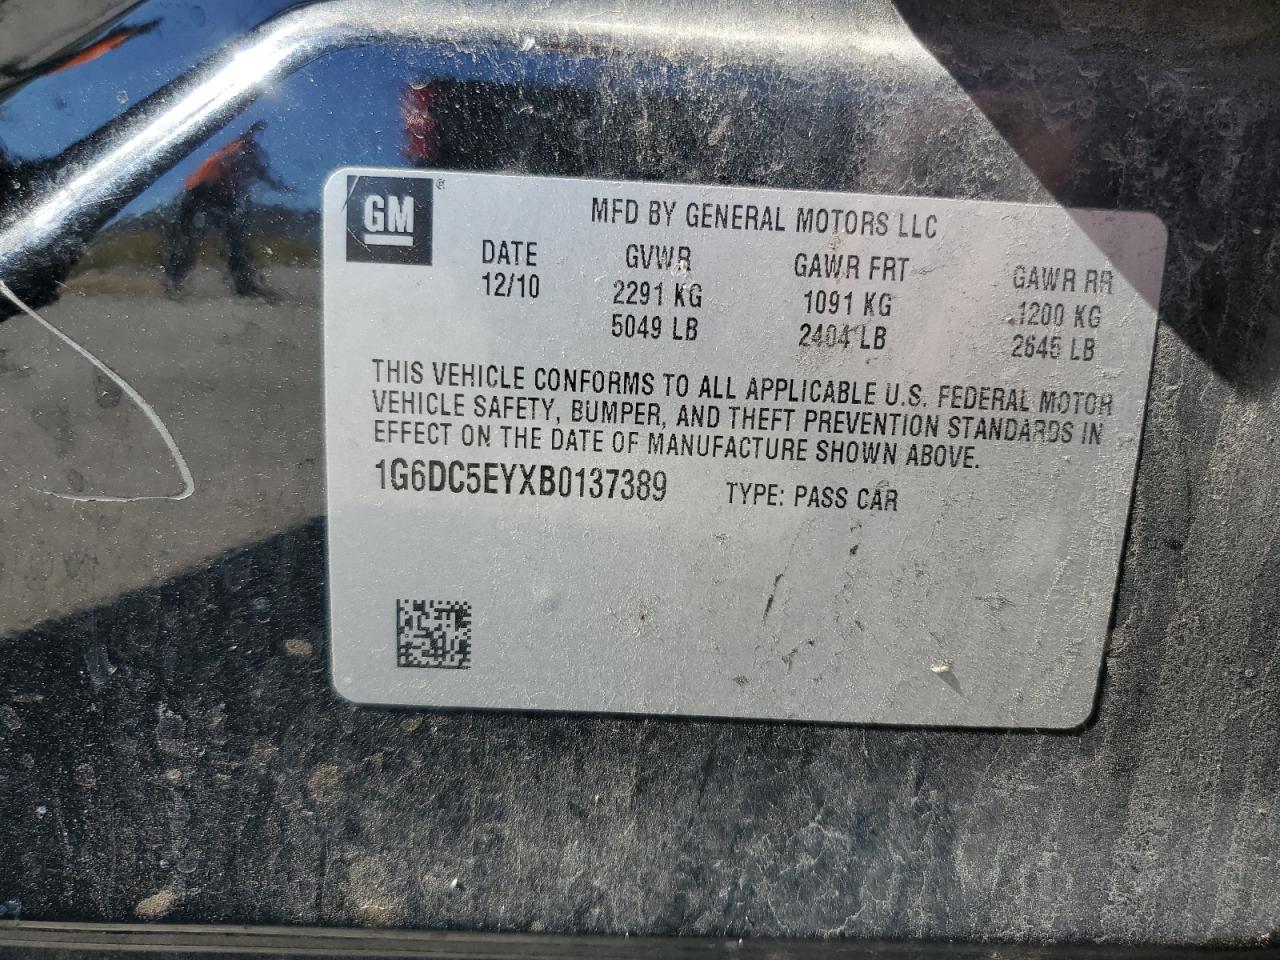 GM ®
MFD BY GENERAL MOTORS LLC
DATE GVWR GAWR FRT GAWR RR
12/10 2291 KG 1091 KG 1200 KG
5049 LB 2404 LB 2645 LB
THIS VEHICLE CONFORMS TO ALL APPLICABLE U.S. FEDERAL MOTOR
VEHICLE SAFETY, BUMPER, AND THEFT PREVENTION STANDARDS IN
EFFECT ON THE DATE OF MANUFACTURE SHOWN ABOVE.
1G6DC5EYXB0137389 TYPE: PASS CAR